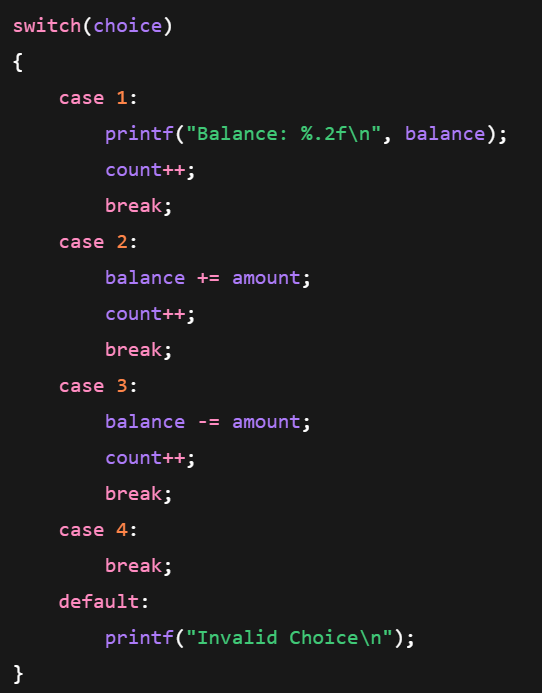 switch(choice)
{
    case 1:
        printf("Balance: %.2f\n", balance);
        count++;
        break;
    case 2:
        balance += amount;
        count++;
        break;
    case 3:
        balance -= amount;
        count++;
        break;
    case 4:
        break;
    default:
        printf("Invalid Choice\n");
}